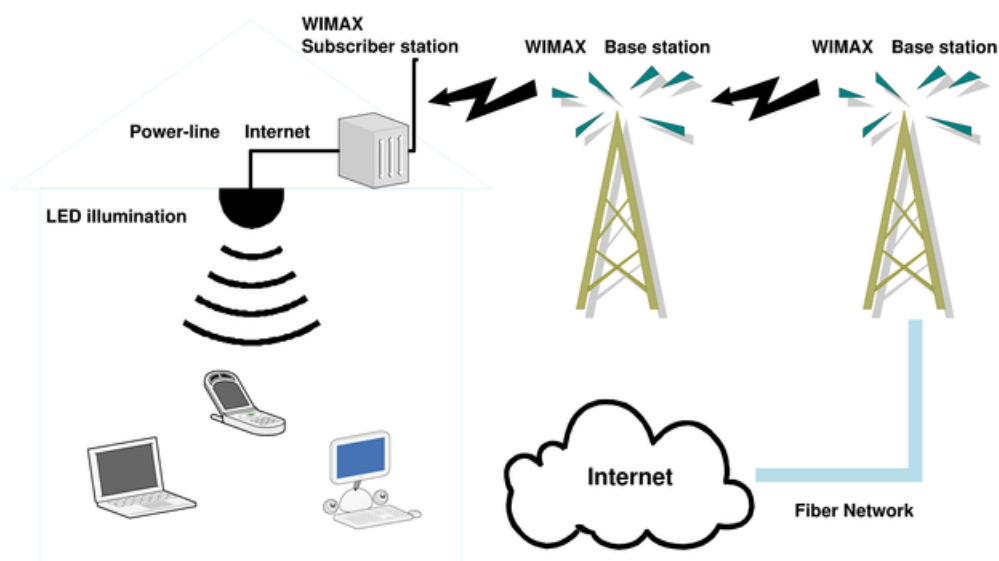 WIMAX
Subscriber station
WIMAX Base station
WIMAX Base station
Power-line Internet
LED illumination
Internet
Fiber Network